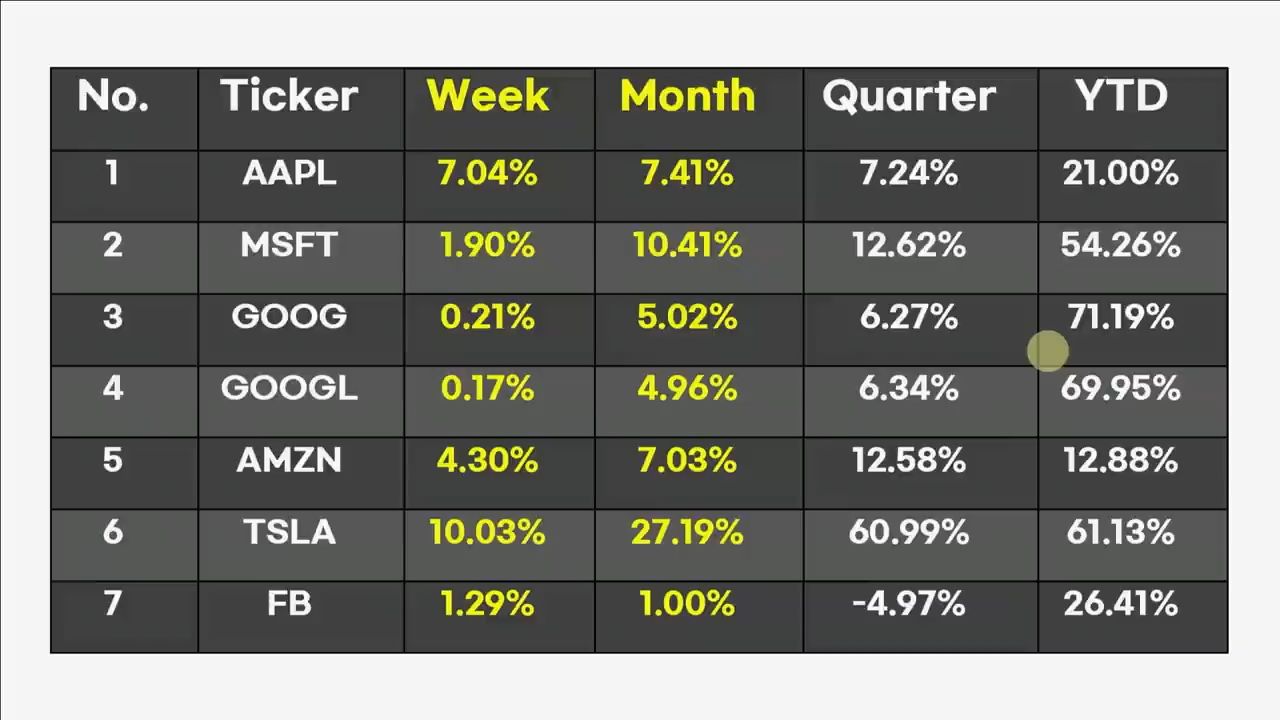 No. Ticker Week Month Quarter YTD
1 AAPL 7.04% 7.41% 7.24% 21.00%
2 MSFT 1.90% 10.41% 12.62% 54.26%
3 GOOG 0.21% 5.02% 6.27% 71.19%
4 GOOGL 0.17% 4.96% 6.34% 69.95%
5 AMZN 4.30% 7.03% 12.58% 12.88%
6 TSLA 10.03% 27.19% 60.99% 61.13%
7 FB 1.29% 1.00% -4.97% 26.41%